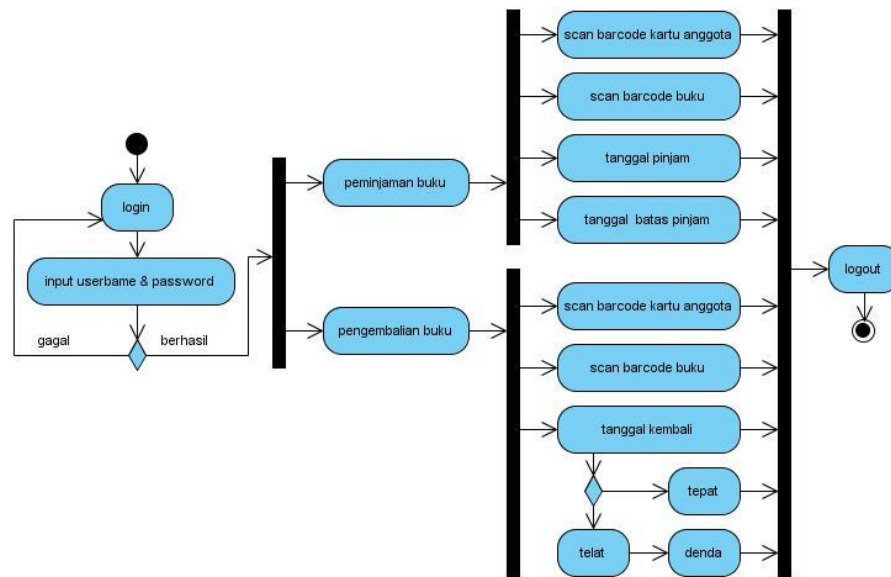 login
input userbame & password
gagal
berhasil
peminjaman buku
scan barcode kartu anggota
scan barcode buku
tanggal pinjam
tanggal batas pinjam
pengembalian buku
scan barcode kartu anggota
scan barcode buku
tanggal kembali
tepat
telat
denda
logout